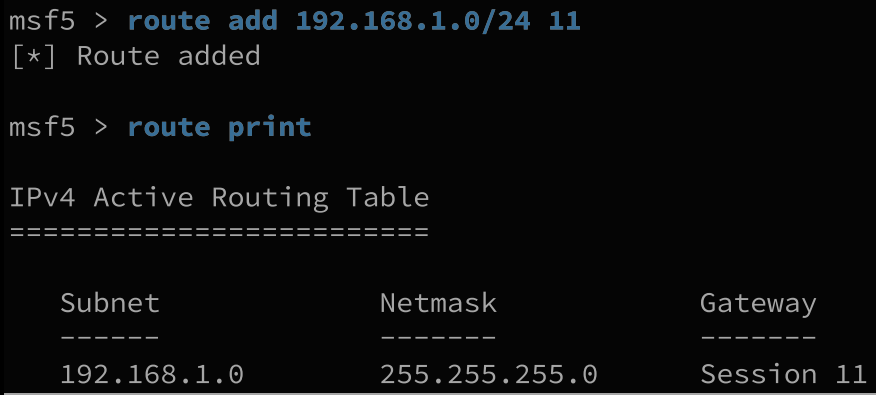 msf5 > route add 192.168.1.0/24 11
[*] Route added
msf5 > route print
IPv4 Active Routing Table
=========================
Subnet Netmask Gateway
------ ------- -------
192.168.1.0 255.255.255.0 Session 11